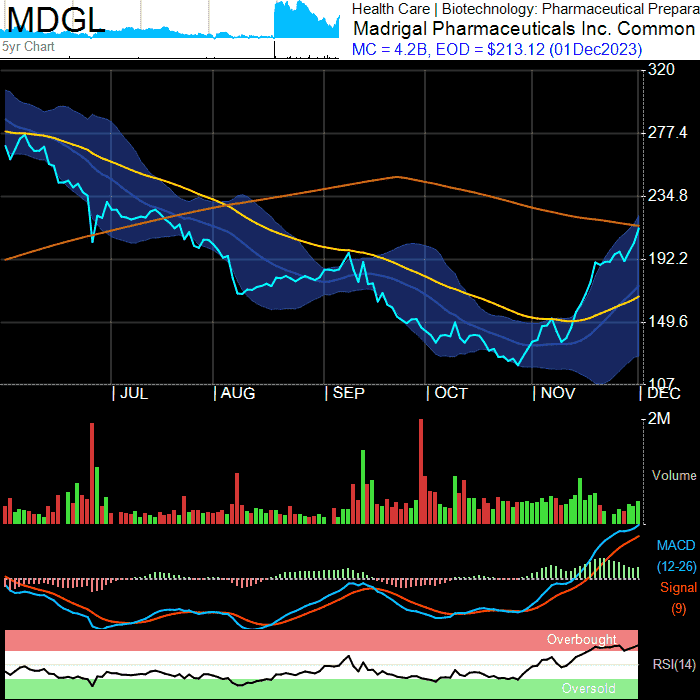 MDGL
5yr Chart
Health Care | Biotechnology: Pharmaceutical Prepara
Madrigal Pharmaceuticals Inc. Common
MC = 4.2B, EOD = $213.12 (01Dec2023)
320
277.4
234.8
192.2
149.6
107
| JUL | AUG | SEP | OCT | NOV | DEC
2M
Volume
MACD
(12-26)
Signal
(9)
Overbought
RSI(14)
Oversold